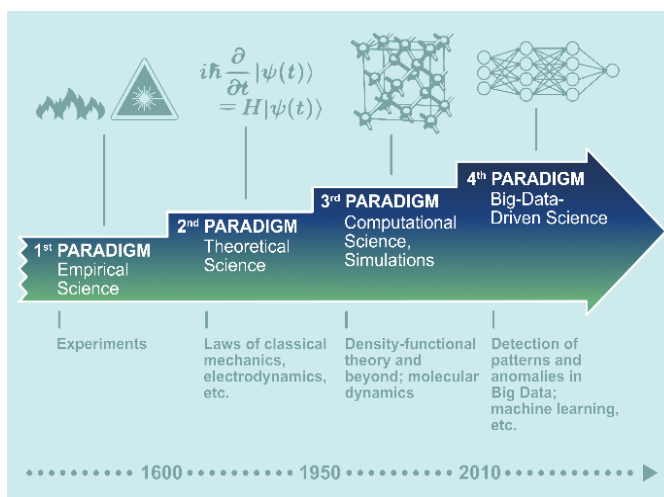 iħ ∂/∂t |ψ(t)⟩
= H|ψ(t)⟩
1st PARADIGM
Empirical
Science
2nd PARADIGM
Theoretical
Science
3rd PARADIGM
Computational
Science,
Simulations
4th PARADIGM
Big-Data-
Driven Science
Experiments
Laws of classical
mechanics,
electrodynamics,
etc.
Density-functional
theory and
beyond; molecular
dynamics
Detection of
patterns and
anomalies in
Big Data;
machine learning,
etc.
1600
1950
2010